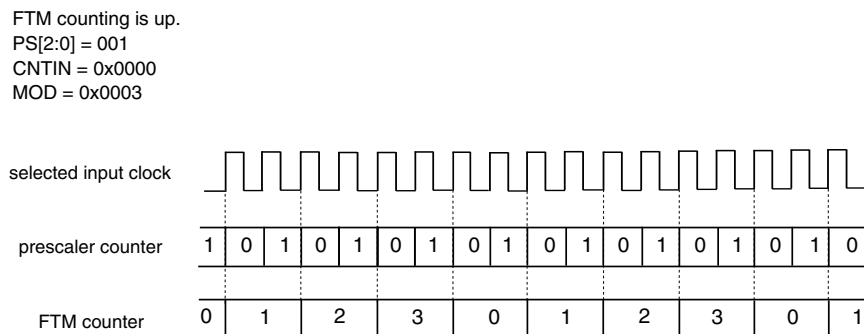 FTM counting is up.
PS[2:0] = 001
CNTIN = 0x0000
MOD = 0x0003
selected input clock
prescaler counter 1 0 1 0 1 0 1 0 1 0 1 0 1 0 1 0 1 0
FTM counter 0 1 2 3 0 1 2 3 0 1